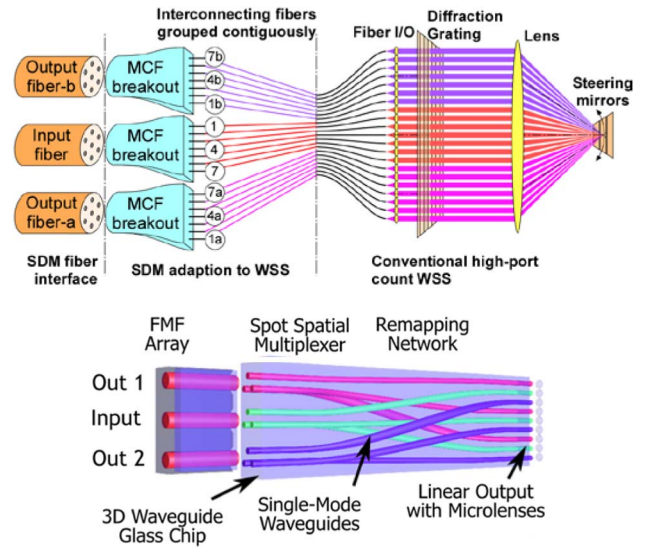 Interconnecting fibers
grouped contiguously
Fiber I/O
Diffraction
Grating
Lens
Steering
mirrors
Output
fiber-b
MCF
breakout
7b
4b
1b
Input
fiber
MCF
breakout
1
4
7
Output
fiber-a
MCF
breakout
7a
4a
1a
SDM fiber
interface
SDM adaption to WSS
Conventional high-port
count WSS
FMF
Array
Spot Spatial
Multiplexer
Remapping
Network
Out 1
Input
Out 2
3D Waveguide
Glass Chip
Single-Mode
Waveguides
Linear Output
with Microlenses